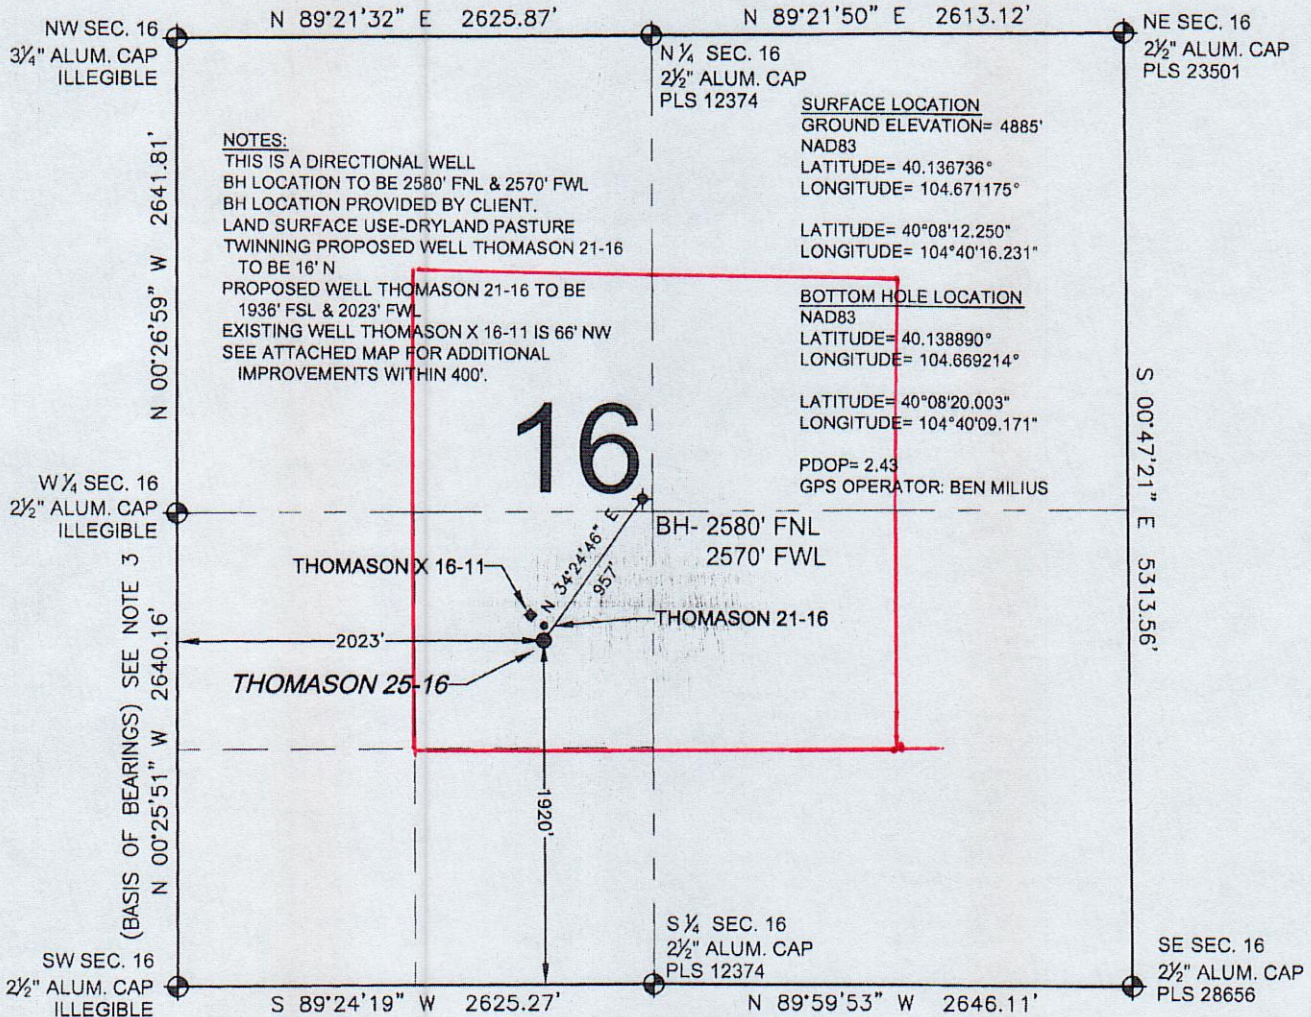 N 89°21'32" E 2625.87'
N 89°21'50" E 2613.12'
NW SEC. 16
3¼" ALUM. CAP
ILLEGIBLE
N ¼ SEC. 16
2½" ALUM. CAP
PLS 12374
NE SEC. 16
2½" ALUM. CAP
PLS 23501
NOTES:
THIS IS A DIRECTIONAL WELL
BH LOCATION TO BE 2580' FNL & 2570' FWL
BH LOCATION PROVIDED BY CLIENT.
LAND SURFACE USE-DRYLAND PASTURE
TWINNING PROPOSED WELL THOMASON 21-16
TO BE 16' N
PROPOSED WELL THOMASON 21-16 TO BE
1936' FSL & 2023' FWL
EXISTING WELL THOMASON X 16-11 IS 66' NW
SEE ATTACHED MAP FOR ADDITIONAL
IMPROVEMENTS WITHIN 400'.
SURFACE LOCATION
GROUND ELEVATION= 4885'
NAD83
LATITUDE= 40.136736°
LONGITUDE= 104.671175°
LATITUDE= 40°08'12.250"
LONGITUDE= 104°40'16.231"
BOTTOM HOLE LOCATION
NAD83
LATITUDE= 40.138890°
LONGITUDE= 104.669214°
LATITUDE= 40°08'20.003"
LONGITUDE= 104°40'09.171"
PDOP= 2.43
GPS OPERATOR: BEN MILIUS
N 00°26'59" W 2641.81'
16
S 00°47'21" E 5313.56'
W ¼ SEC. 16
2½" ALUM. CAP
ILLEGIBLE
BH- 2580' FNL
2570' FWL
N 34°24'46" E
957'
THOMASON X 16-11
THOMASON 21-16
2023'
THOMASON 25-16
1920'
(BASIS OF BEARINGS) SEE NOTE 3
N 00°25'51" W 2640.16'
SW SEC. 16
2½" ALUM. CAP
ILLEGIBLE
S ¼ SEC. 16
2½" ALUM. CAP
PLS 12374
SE SEC. 16
2½" ALUM. CAP
PLS 28656
S 89°24'19" W 2625.27'
N 89°59'53" W 2646.11'